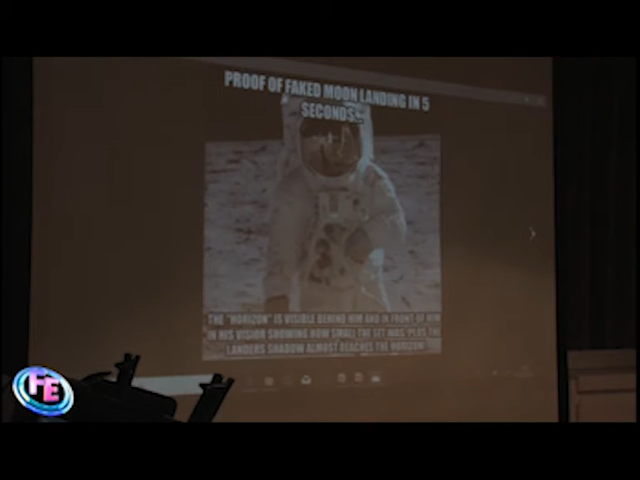 PROOF OF FAKED MOON LANDING IN 5
SECONDS...
THE "HORIZON" IS VISIBLE BEHIND HIM AND IN FRONT OF HIM
IN HIS VISIOR SHOWING HOW SMALL THE SET WAS. PLUS THE
LANDERS SHADOW ALMOST REACHES THE HORIZON
FE